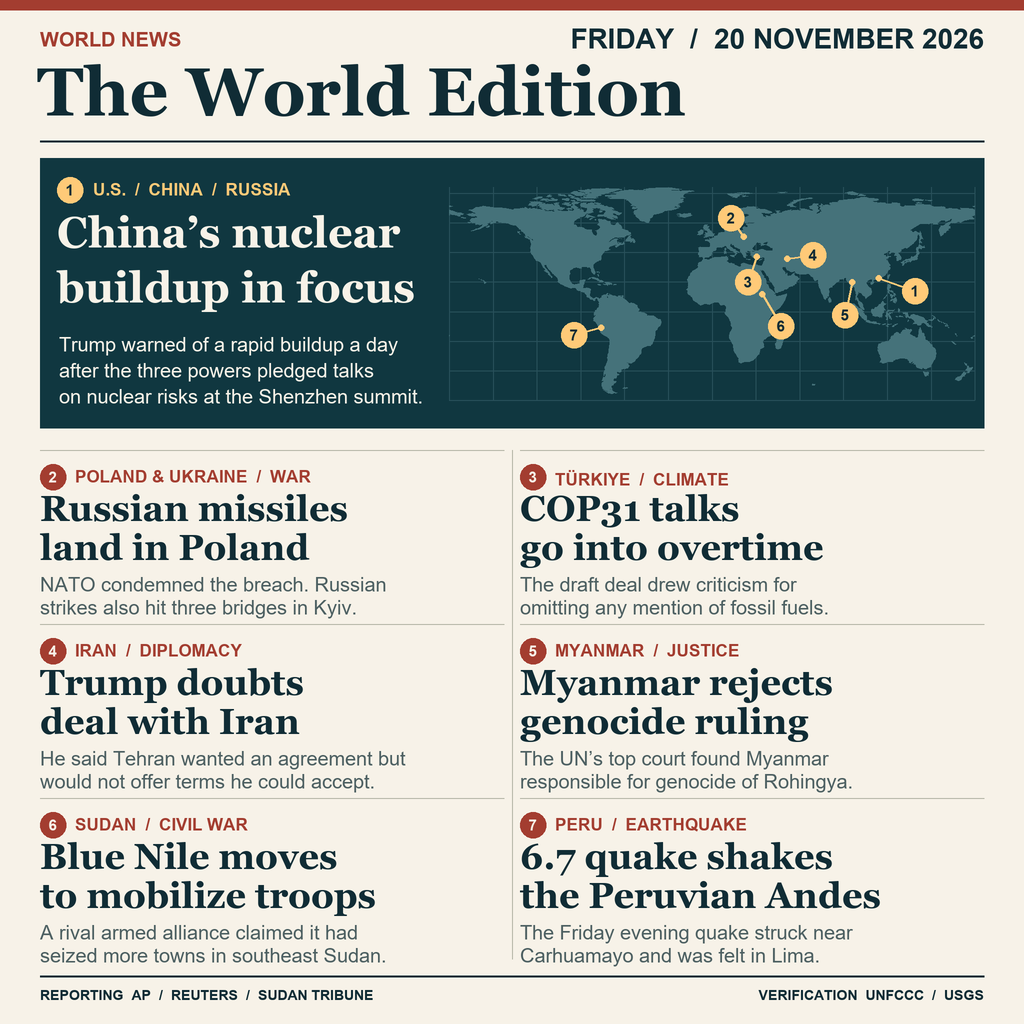 WORLD NEWS
FRIDAY / 20 NOVEMBER 2026
The World Edition
1 U.S. / CHINA / RUSSIA
China’s nuclear
buildup in focus
Trump warned of a rapid buildup a day
after the three powers pledged talks
on nuclear risks at the Shenzhen summit.
2
4
3
1
5
6
7
2 POLAND & UKRAINE / WAR
Russian missiles
land in Poland
NATO condemned the breach. Russian
strikes also hit three bridges in Kyiv.
3 TÜRKIYE / CLIMATE
COP31 talks
go into overtime
The draft deal drew criticism for
omitting any mention of fossil fuels.
4 IRAN / DIPLOMACY
Trump doubts
deal with Iran
He said Tehran wanted an agreement but
would not offer terms he could accept.
5 MYANMAR / JUSTICE
Myanmar rejects
genocide ruling
The UN’s top court found Myanmar
responsible for genocide of Rohingya.
6 SUDAN / CIVIL WAR
Blue Nile moves
to mobilize troops
A rival armed alliance claimed it had
seized more towns in southeast Sudan.
7 PERU / EARTHQUAKE
6.7 quake shakes
the Peruvian Andes
The Friday evening quake struck near
Carhuamayo and was felt in Lima.
REPORTING AP / REUTERS / SUDAN TRIBUNE
VERIFICATION UNFCCC / USGS